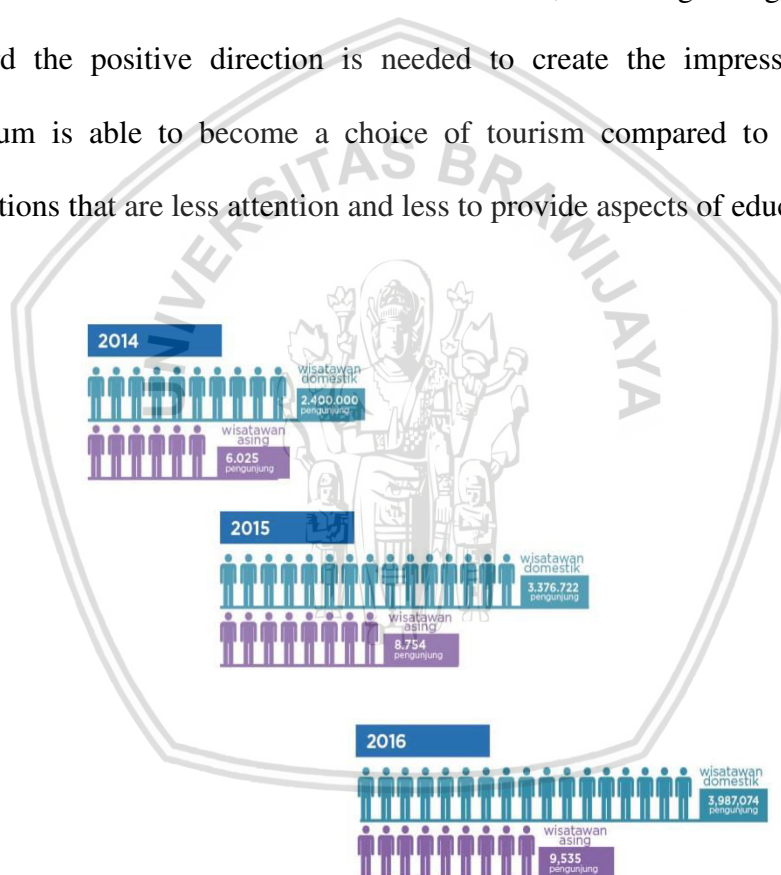 rd the positive direction is needed to create the impress
um is able to become a choice of tourism compared to
tions that are less attention and less to provide aspects of educ
UNIVERSITAS BRAWIJAYA
2014
wisatawan
domestik
2.400.000
pengunjung
wisatawan
asing
6.025
pengunjung
2015
wisatawan
domestik
3.376.722
pengunjung
wisatawan
asing
8.754
pengunjung
2016
wisatawan
domestik
3,987,074
pengunjung
wisatawan
asing
9,535
pengunjung